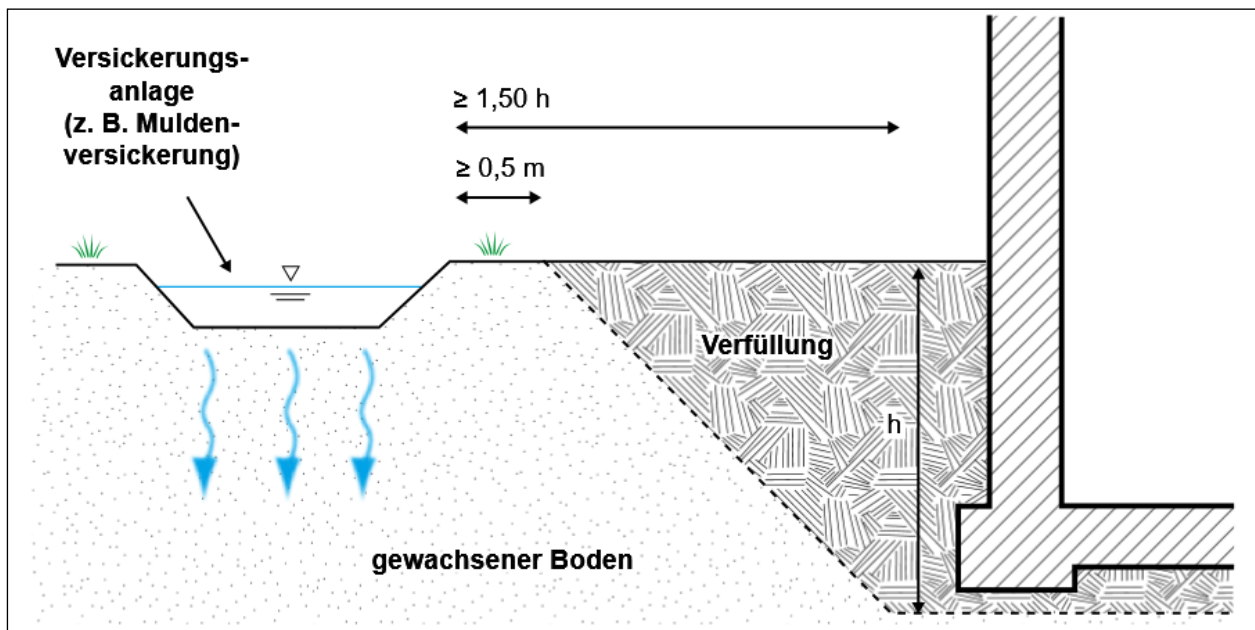 Versickerungs-
anlage
(z. B. Mulden-
versickerung)
≥ 1,50 h
≥ 0,5 m
Verfüllung
h
gewachsener Boden